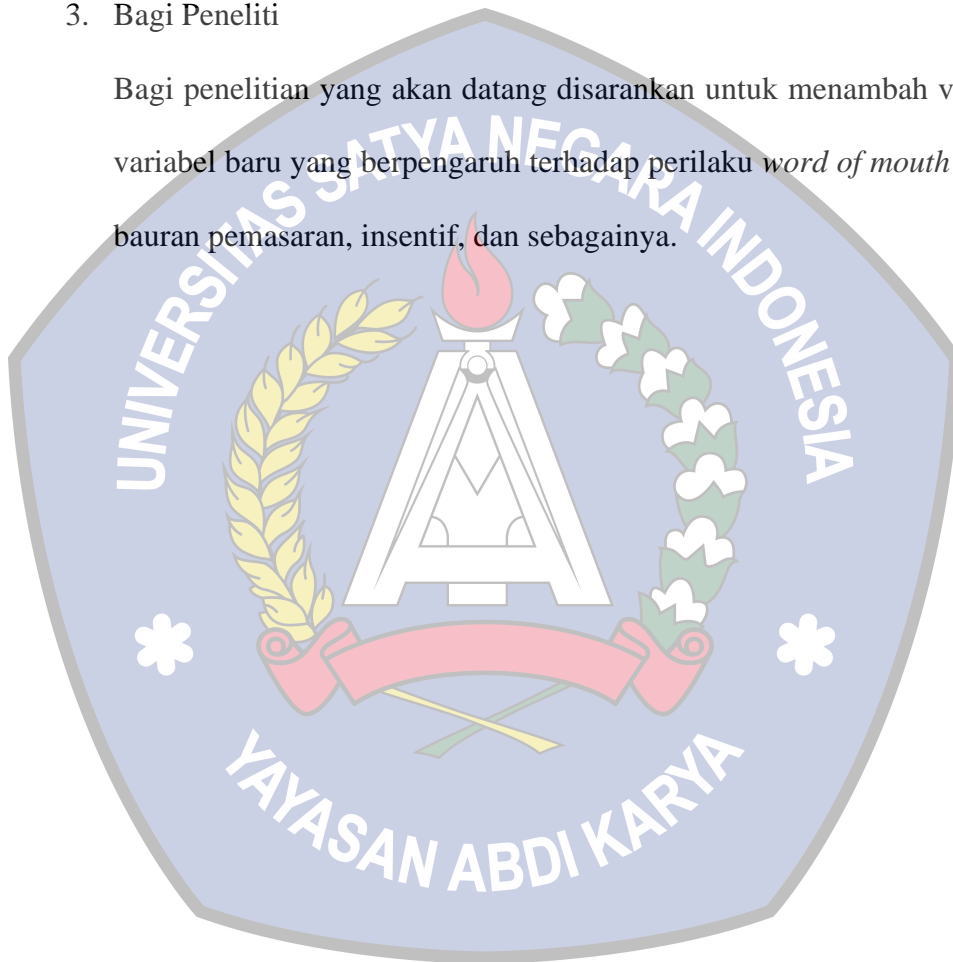 3. Bagi Peneliti
Bagi penelitian yang akan datang disarankan untuk menambah v
variabel baru yang berpengaruh terhadap perilaku word of mouth
bauran pemasaran, insentif, dan sebagainya.
UNIVERSITAS SATYA NEGARA INDONESIA
YAYASAN ABDI KARYA